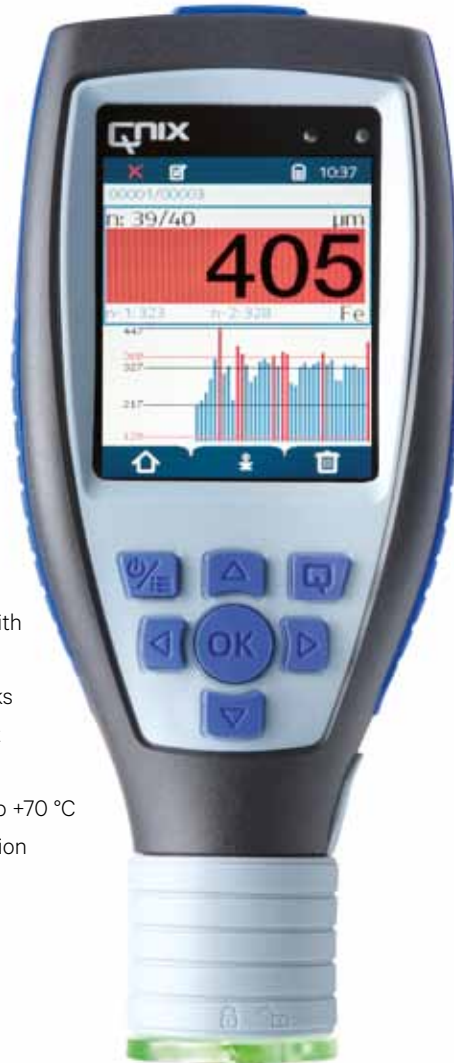 QNIX
10:37
00001/00003
n: 39/40 µm
405
n-1:323 n-2:328 Fe
447
327
217
OK
ith
ks
o +70 °C
ion